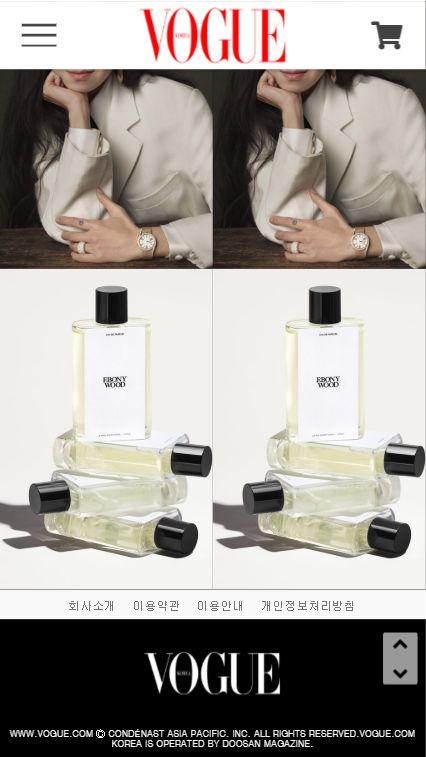 VOGUE
KOREA
EBONY
WOOD
EBONY
WOOD
회사소개 이용약관 이용안내 개인정보처리방침
VOGUE
WWW.VOGUE.COM © CONDÉNAST ASIA PACIFIC. INC. ALL RIGHTS RESERVED.VOGUE.COM
KOREA IS OPERATED BY DOOSAN MAGAZINE.